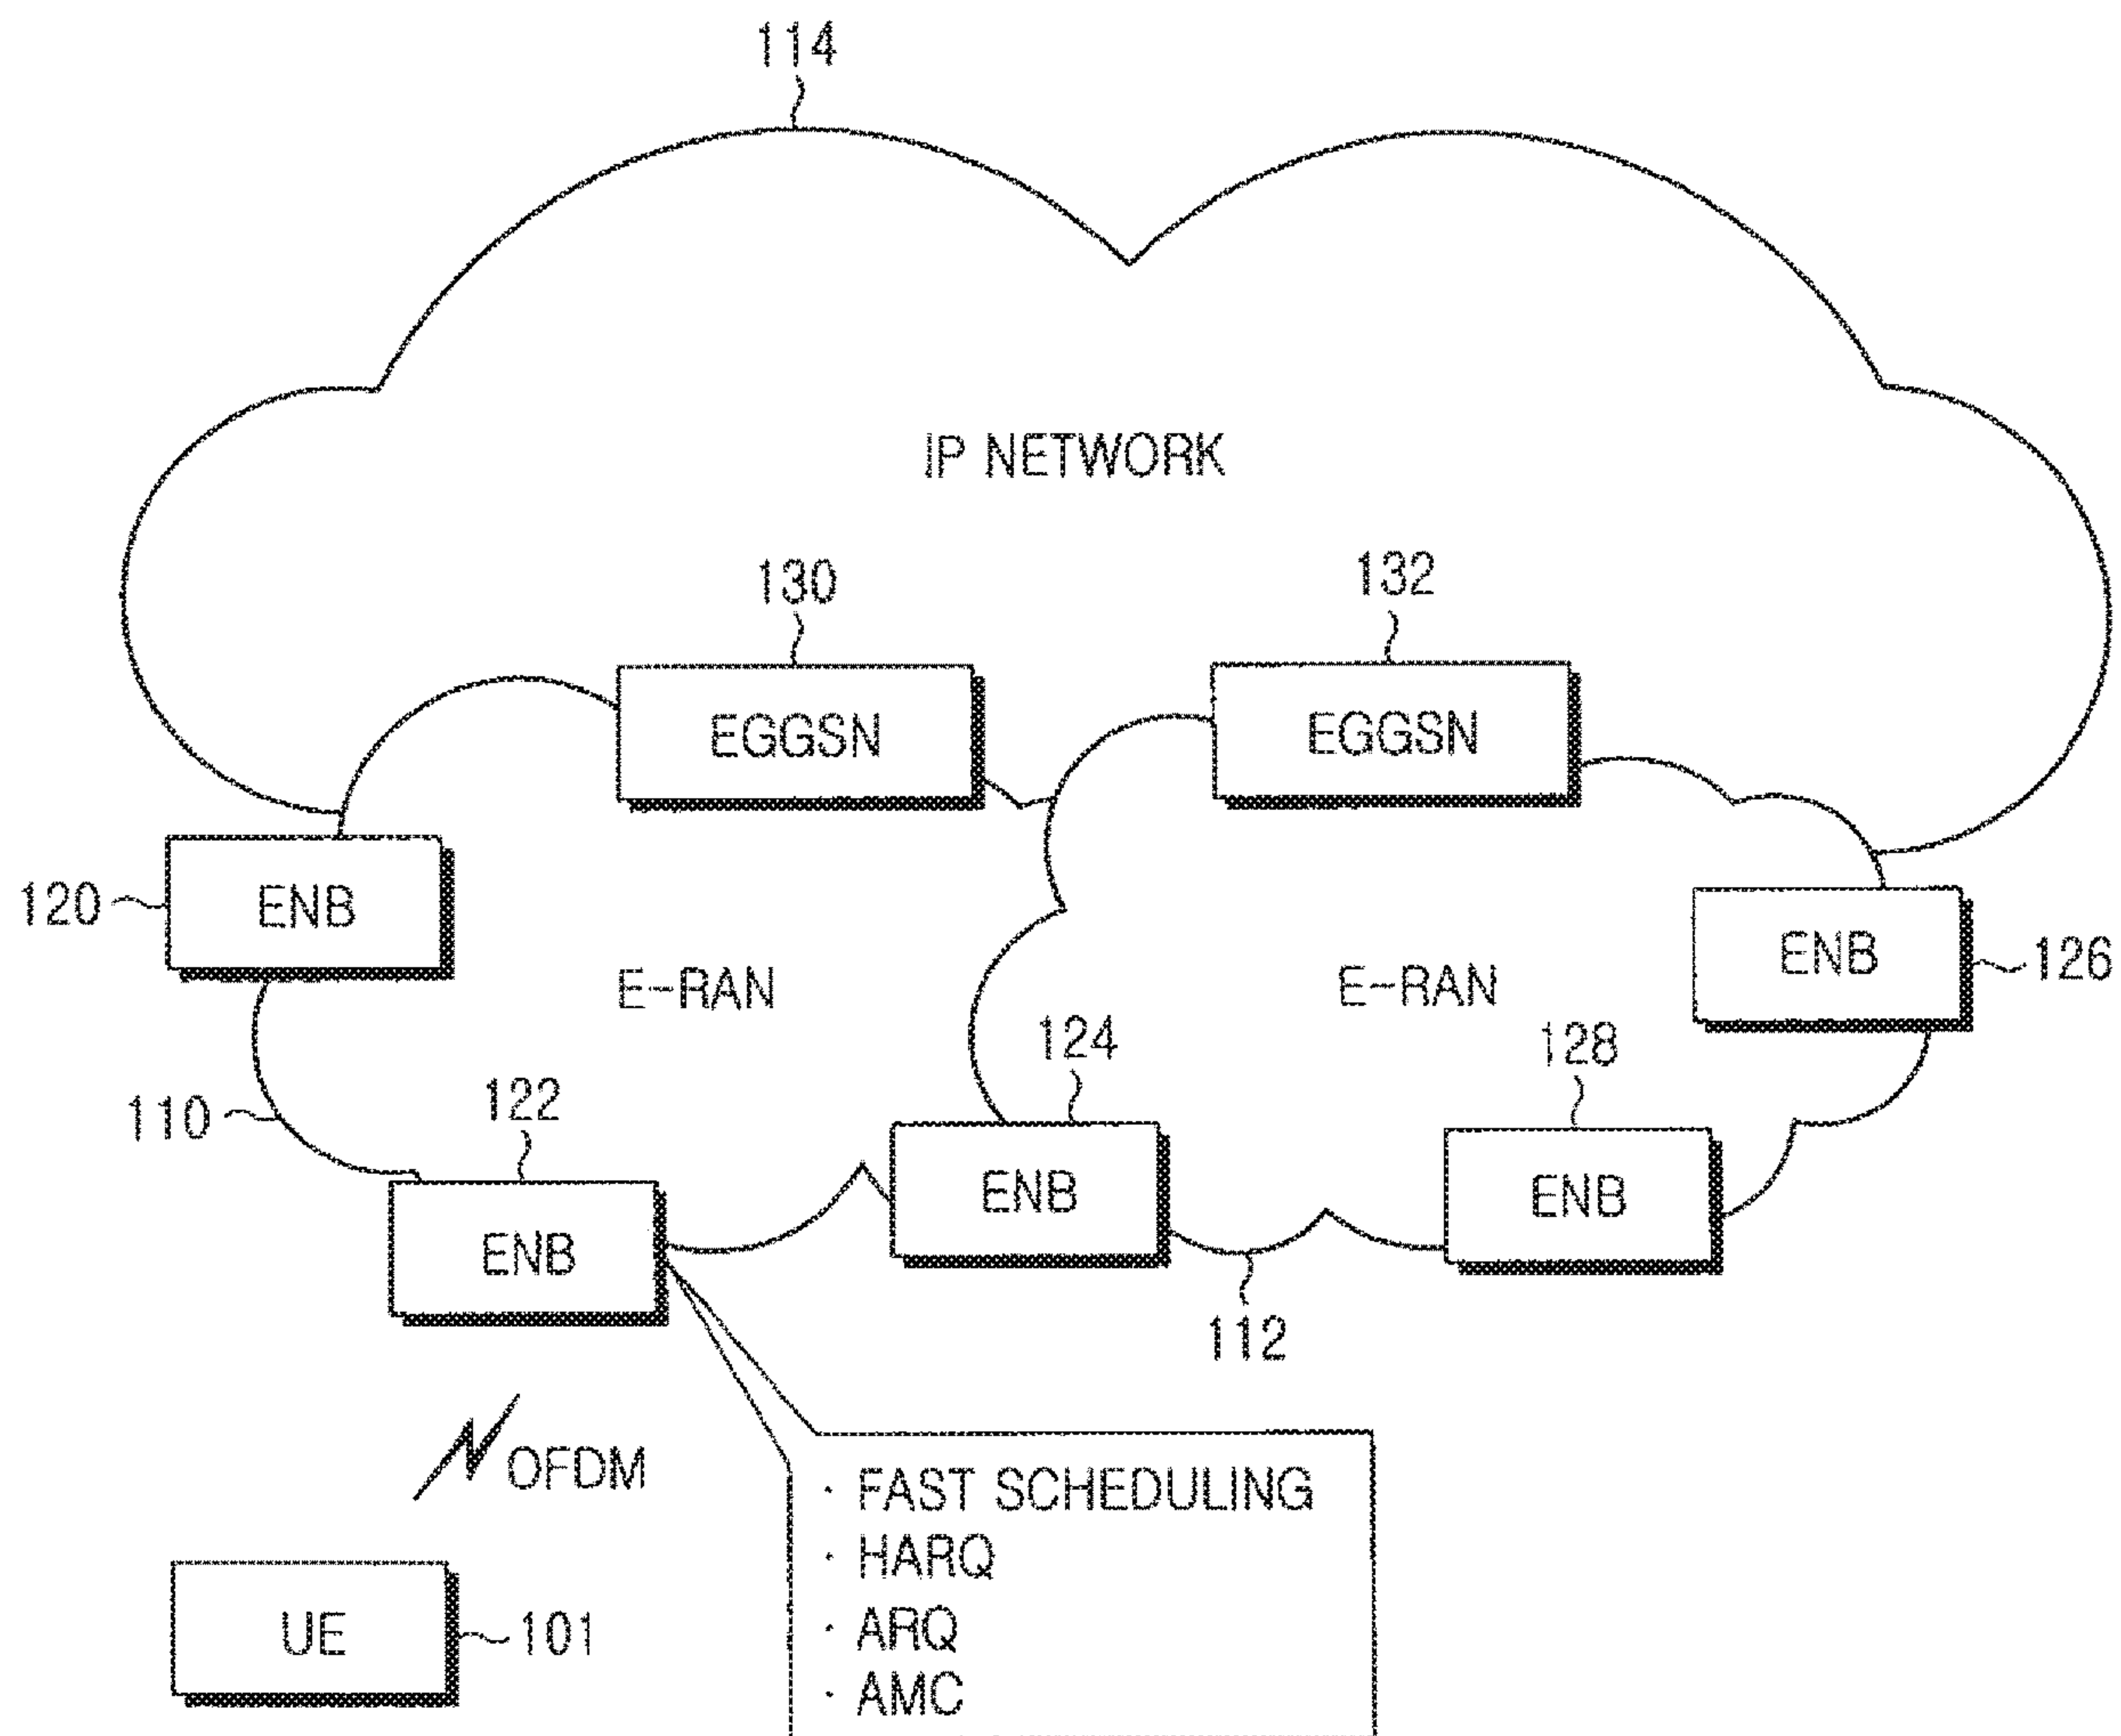 114
IP NETWORK
130
132
EGGSN
EGGSN
120
ENB
ENB
126
E-RAN
E-RAN
124
128
110
122
ENB
ENB
ENB
112
OFDM
· FAST SCHEDULING
· HARQ
· ARQ
· AMC
UE
101